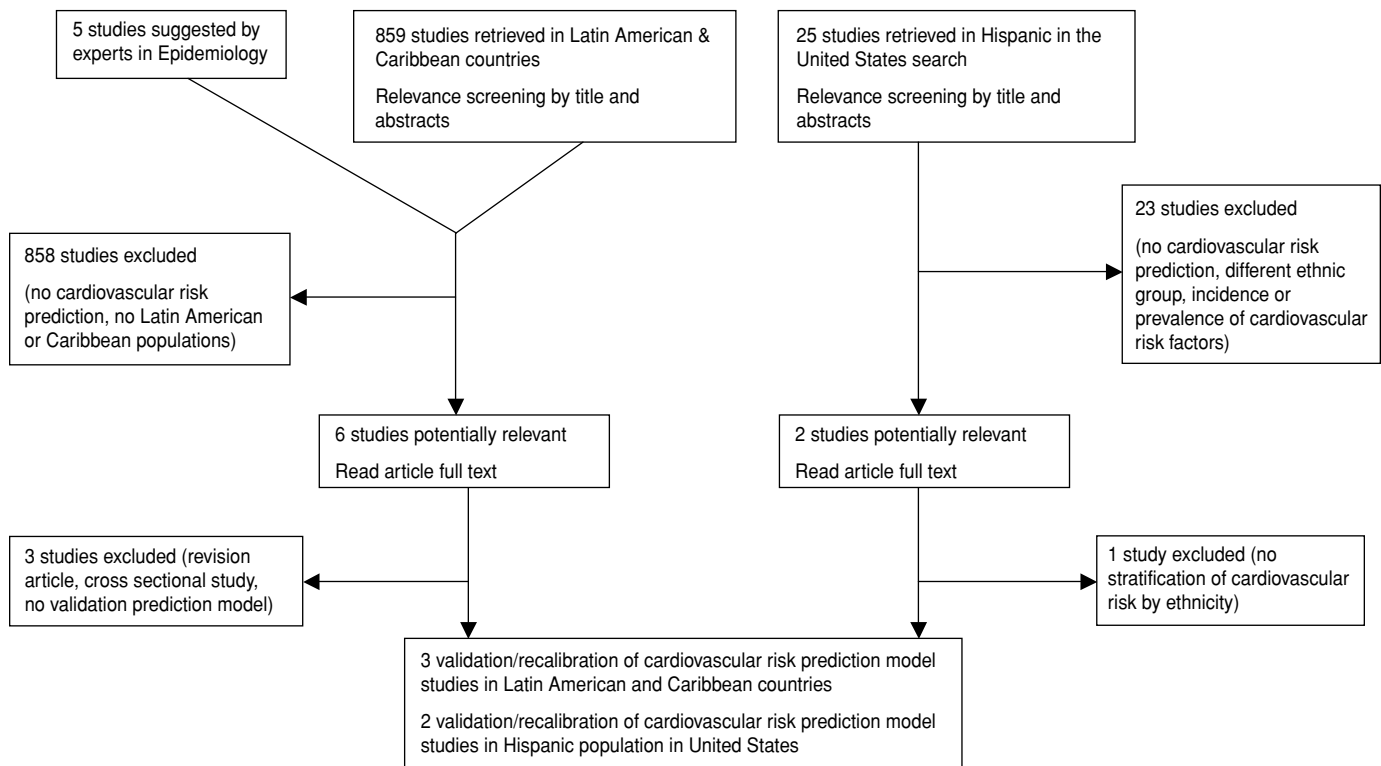 5 studies suggested by
experts in Epidemiology
859 studies retrieved in Latin American &
Caribbean countries
Relevance screening by title and
abstracts
25 studies retrieved in Hispanic in the
United States search
Relevance screening by title and
abstracts
858 studies excluded
(no cardiovascular risk
prediction, no Latin American
or Caribbean populations)
23 studies excluded
(no cardiovascular risk
prediction, different ethnic
group, incidence or
prevalence of cardiovascular
risk factors)
6 studies potentially relevant
Read article full text
2 studies potentially relevant
Read article full text
3 studies excluded (revision
article, cross sectional study,
no validation prediction model)
1 study excluded (no
stratification of cardiovascular
risk by ethnicity)
3 validation/recalibration of cardiovascular risk prediction model
studies in Latin American and Caribbean countries
2 validation/recalibration of cardiovascular risk prediction model
studies in Hispanic population in United States